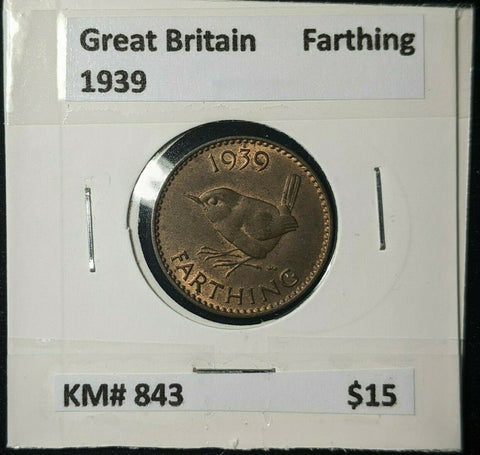 Great Britain Farthing
1939
1939
FARTHING
KM# 843 $15